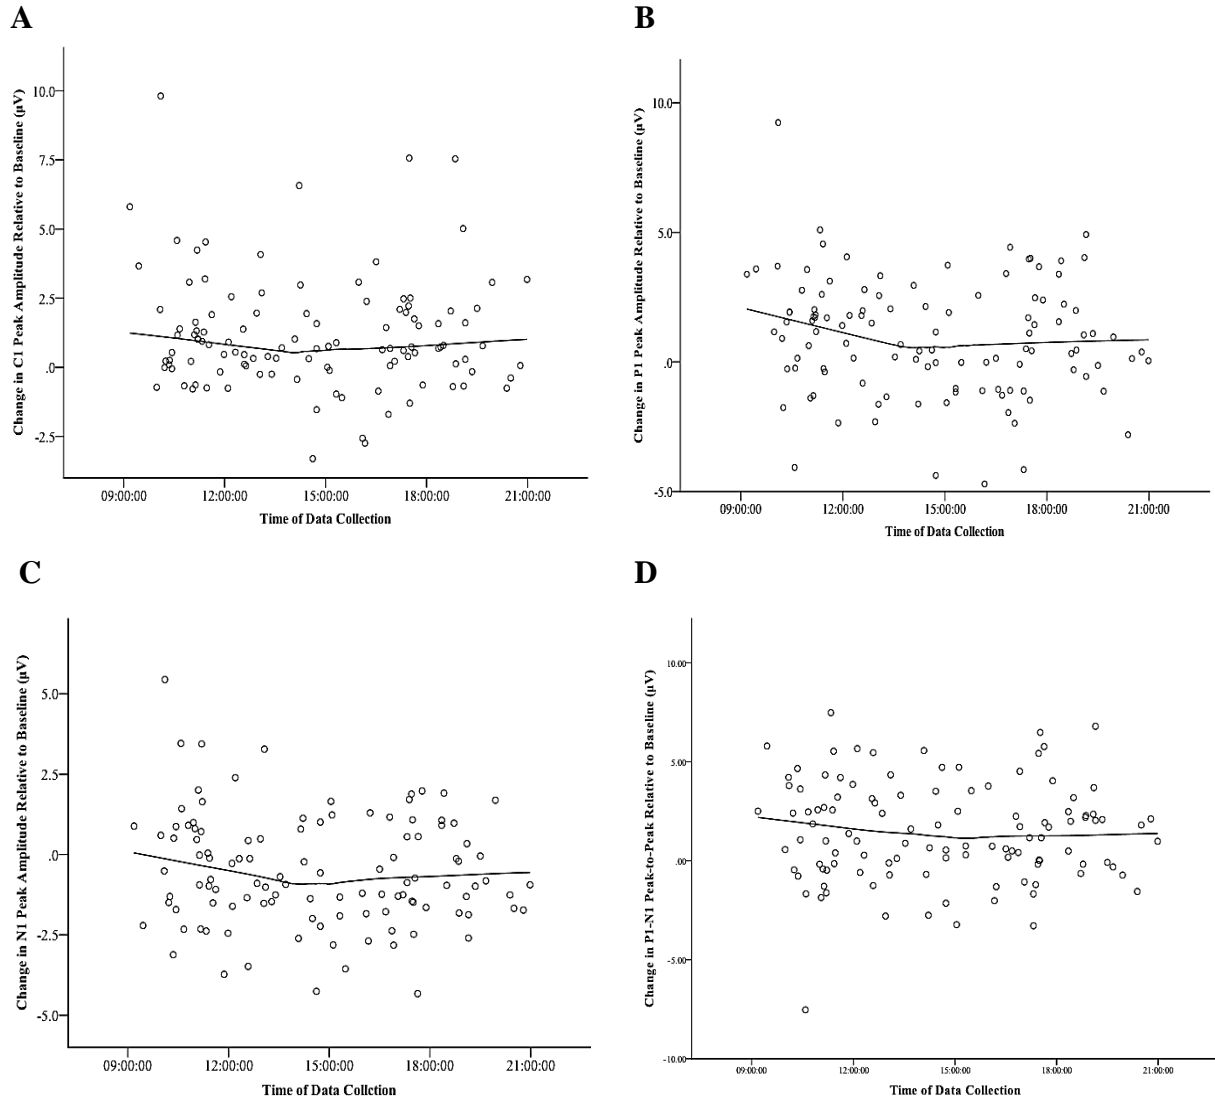 A
Change in C1 Peak Amplitude Relative to Baseline (µV)
10.0
7.5
5.0
2.5
.0
-2.5
09:00:00 12:00:00 15:00:00 18:00:00 21:00:00
Time of Data Collection
B
Change in P1 Peak Amplitude Relative to Baseline (µV)
10.0
5.0
.0
-5.0
09:00:00 12:00:00 15:00:00 18:00:00 21:00:00
Time of Data Collection
C
Change in N1 Peak Amplitude Relative to Baseline (µV)
5.0
2.5
.0
-2.5
-5.0
09:00:00 12:00:00 15:00:00 18:00:00 21:00:00
Time of Data Collction
D
Change in P1-N1 Peak-to-Peak Relative to Baseline (µV)
10.00
5.00
.00
-5.00
-10.00
09:00:00 12:00:00 15:00:00 18:00:00 21:00:00
Time of Data Collection